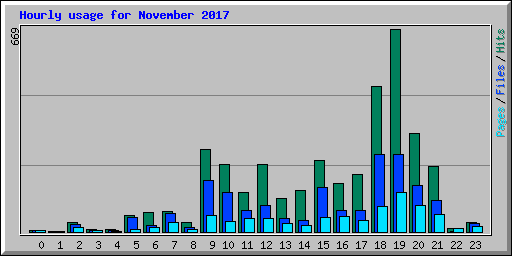 Hourly usage for November 2017
669
Pages/Files/Hits
0 1 2 3 4 5 6 7 8 9 10 11 12 13 14 15 16 17 18 19 20 21 22 23